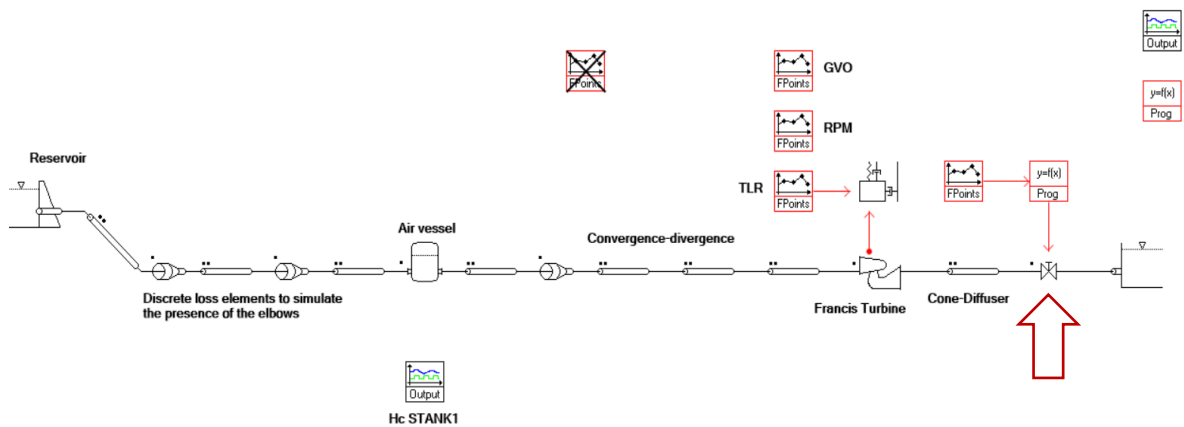 Output
FPoints
FPoints
GVO
y=f(x)
Prog
FPoints
RPM
Reservoir
TLR
FPoints
FPoints
y=f(x)
Prog
Air vessel
Convergence-divergence
Discrete loss elements to simulate
the presence of the elbows
Francis Turbine
Cone-Diffuser
Output
Hc STANK1